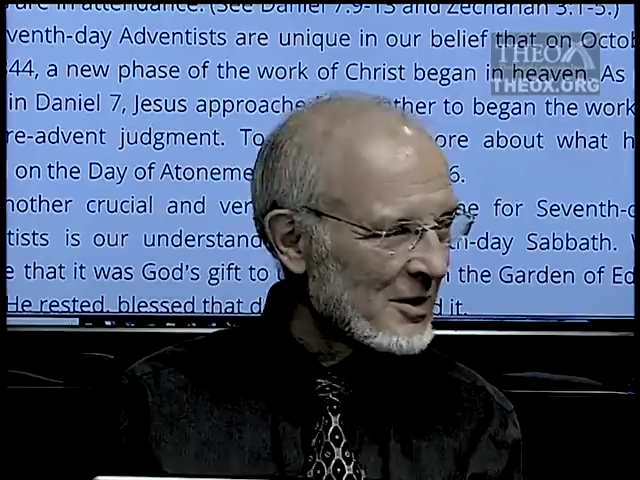 are in attendance. (See Daniel 7:9-13 and Zechariah 3:1-5.)
venth-day Adventists are unique in our belief that on Octob
44, a new phase of the work of Christ began in heaven. As
in Daniel 7, Jesus approache ther to began the work
re-advent judgment. To ore about what h
on the Day of Atoneme 6.
nother crucial and ver e for Seventh-d
tists is our understand h-day Sabbath.
e that it was God's gift to the Garden of Ed
He rested, blessed that d d it.
THEOX
THEOX.ORG